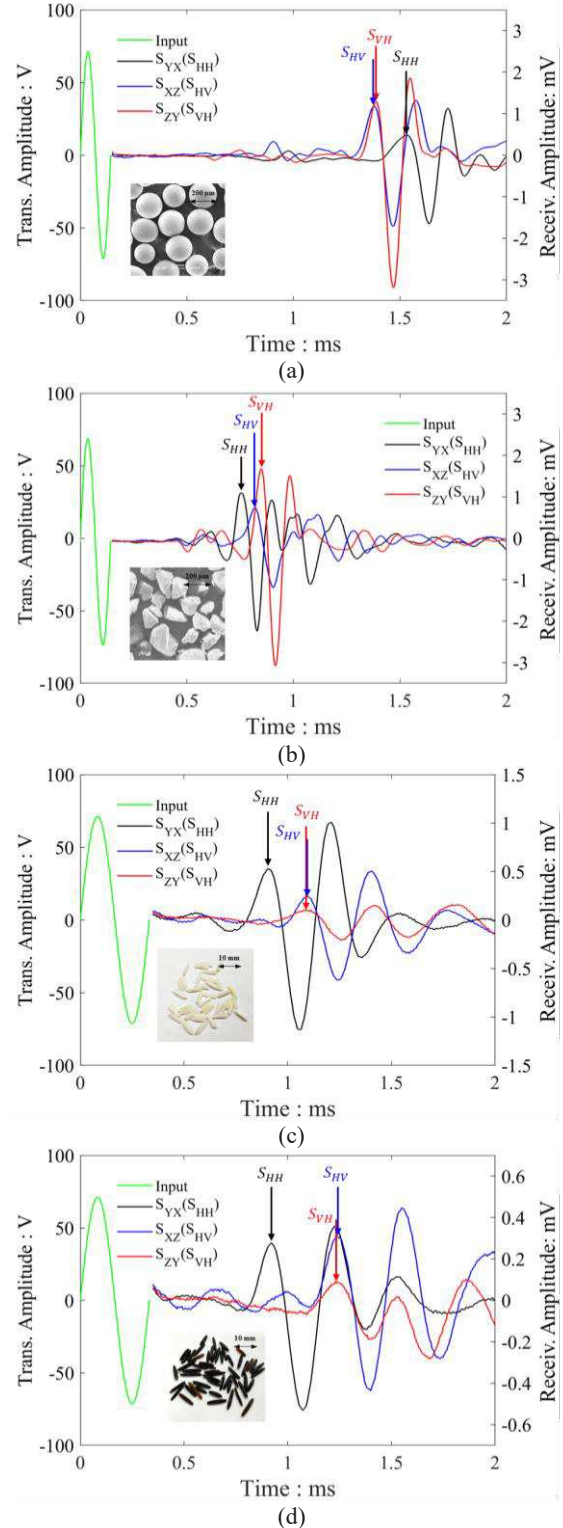 100
50
0
-50
-100
Trans. Amplitude : V
Input
S_YX(S_HH)
S_XZ(S_HV)
S_ZY(S_VH)
S_VH
S_HV
S_HH
200 μm
3
2
1
0
-1
-2
-3
Receiv. Amplitude: mV
0 0.5 1 1.5 2
Time : ms
(a)
100
50
0
-50
-100
Trans. Amplitude : V
S_VH
S_HV
S_HH
Input
S_YX(S_HH)
S_XZ(S_HV)
S_ZY(S_VH)
200 μm
3
2
1
0
-1
-2
-3
Receiv. Amplitude: mV
0 0.5 1 1.5 2
Time : ms
(b)
100
50
0
-50
-100
Trans. Amplitude : V
Input
S_YX(S_HH)
S_XZ(S_HV)
S_ZY(S_VH)
S_HH
S_VH
S_HV
10 mm
1.5
1
0.5
0
-0.5
-1
-1.5
Receiv. Amplitude: mV
0 0.5 1 1.5 2
Time : ms
(c)
100
50
0
-50
-100
Trans. Amplitude : V
Input
S_YX(S_HH)
S_XZ(S_HV)
S_ZY(S_VH)
S_HH
S_HV
S_VH
10 mm
0.6
0.4
0.2
0
-0.2
-0.4
-0.6
Receiv. Amplitude: mV
0 0.5 1 1.5 2
Time : ms
(d)